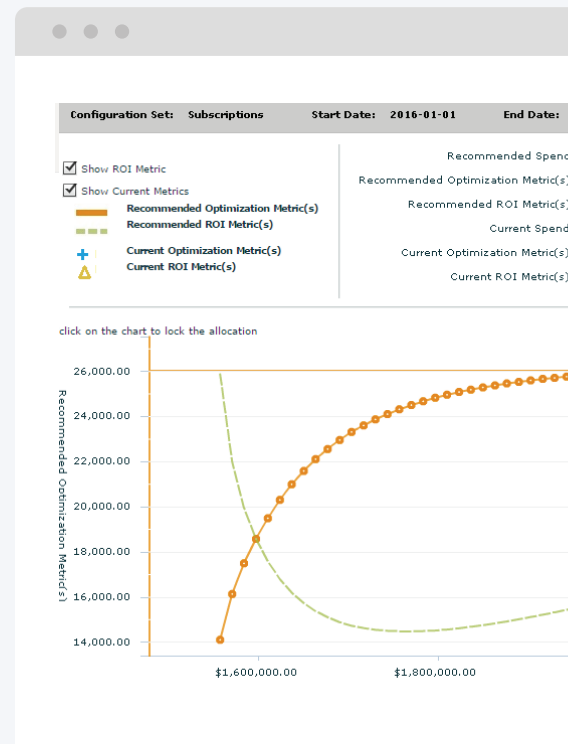 Configuration Set: Subscriptions Start Date: 2016-01-01 End Date:
Show ROI Metric
Show Current Metrics
Recommended Optimization Metric(s)
Recommended ROI Metric(s)
Current Optimization Metric(s)
Current ROI Metric(s)
Recommended Spend
Recommended Optimization Metric(s)
Recommended ROI Metric(s)
Current Spend
Current Optimization Metric(s)
Current ROI Metric(s)
click on the chart to lock the allocation
Recommended Optimization Metric(s)
26,000.00
24,000.00
22,000.00
20,000.00
18,000.00
16,000.00
14,000.00
$1,600,000.00 $1,800,000.00